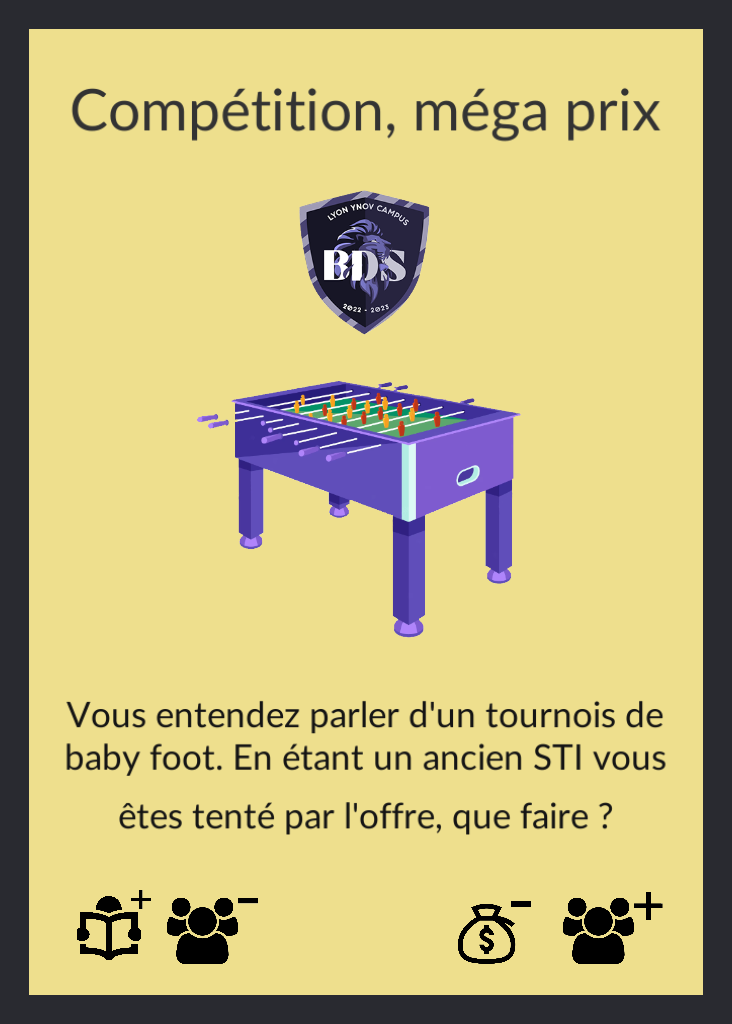 Compétition, méga prix
LYON YNOV CAMPUS
BDS
2022 - 2023
Vous entendez parler d'un tournois de
baby foot. En étant un ancien STI vous
êtes tenté par l'offre, que faire ?
+ - $ - +